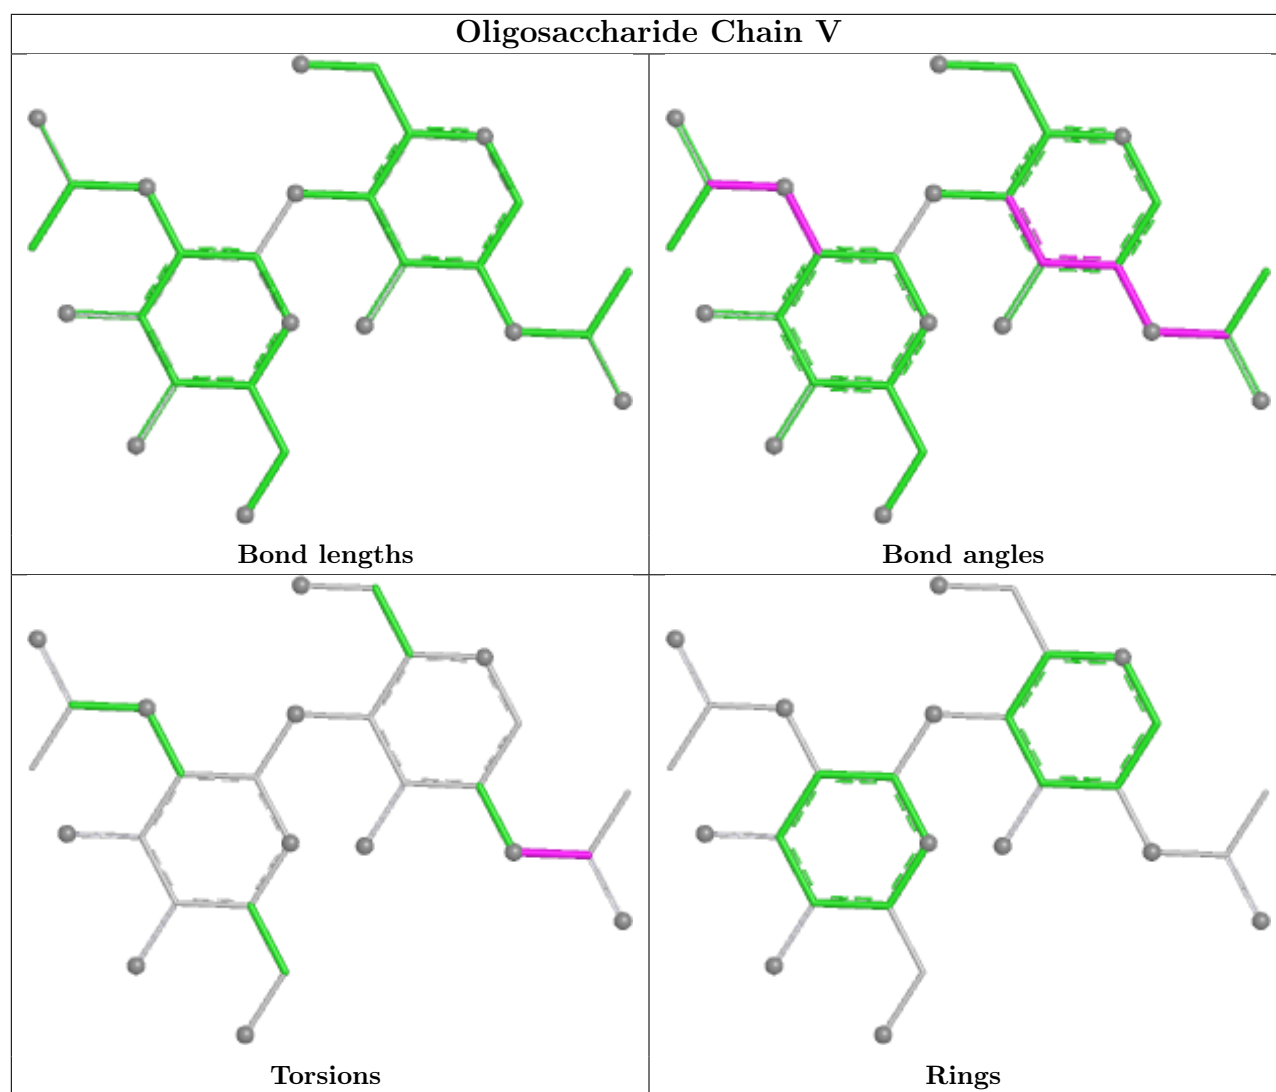 Oligosaccharide Chain V
Bond lengths
Bond angles
Torsions
Rings